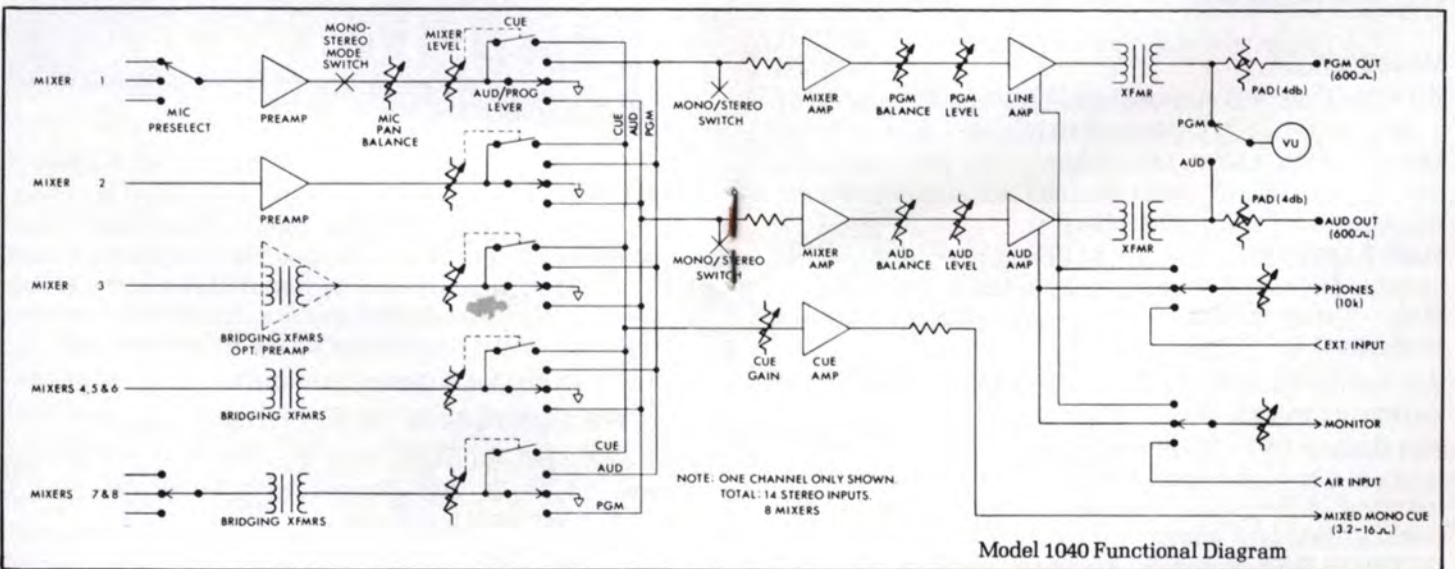 CUE
MONO-
STEREO
MODE
SWITCH
MIXER
LEVEL
MIXER 1
MIC
PRESELECT
PREAMP
MIC
PAN
BALANCE
AUD/PROG
LEVER
CUE
AUD
PGM
MONO/STEREO
SWITCH
MIXER
AMP
PGM
BALANCE
PGM
LEVEL
LINE
AMP
XFMR
PAD (4db)
PGM OUT
(600Ω)
PGM
VU
AUD
MIXER 2
PREAMP
MONO/STEREO
SWITCH
MIXER
AMP
AUD
BALANCE
AUD
LEVEL
AUD
AMP
XFMR
PAD (4db)
AUD OUT
(600Ω)
MIXER 3
BRIDGING XFMRS
OPT. PREAMP
PHONES
(10k)
EXT. INPUT
CUE
GAIN
CUE
AMP
MIXERS 4, 5 & 6
BRIDGING XFMRS
MONITOR
AIR INPUT
CUE
AUD
PGM
MIXERS 7 & 8
BRIDGING XFMRS
NOTE: ONE CHANNEL ONLY SHOWN.
TOTAL: 14 STEREO INPUTS.
8 MIXERS
MIXED MONO CUE
(3.2-16Ω)
Model 1040 Functional Diagram